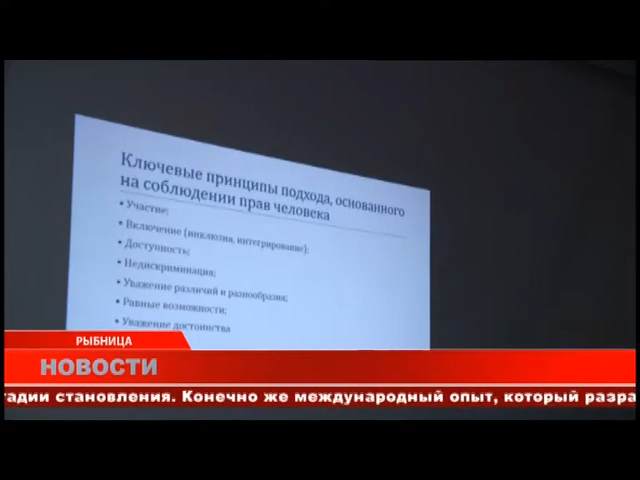 Ключевые принципы подхода, основанного
на соблюдении прав человека
• Участие;
• Включение (инклюзия, интегрирование);
• Доступность;
• Недискриминация;
• Уважение различий и разнообразия;
• Равные возможности;
• Уважение достоинства
РЫБНИЦА
НОВОСТИ
тадии становления. Конечно же международный опыт, который разра